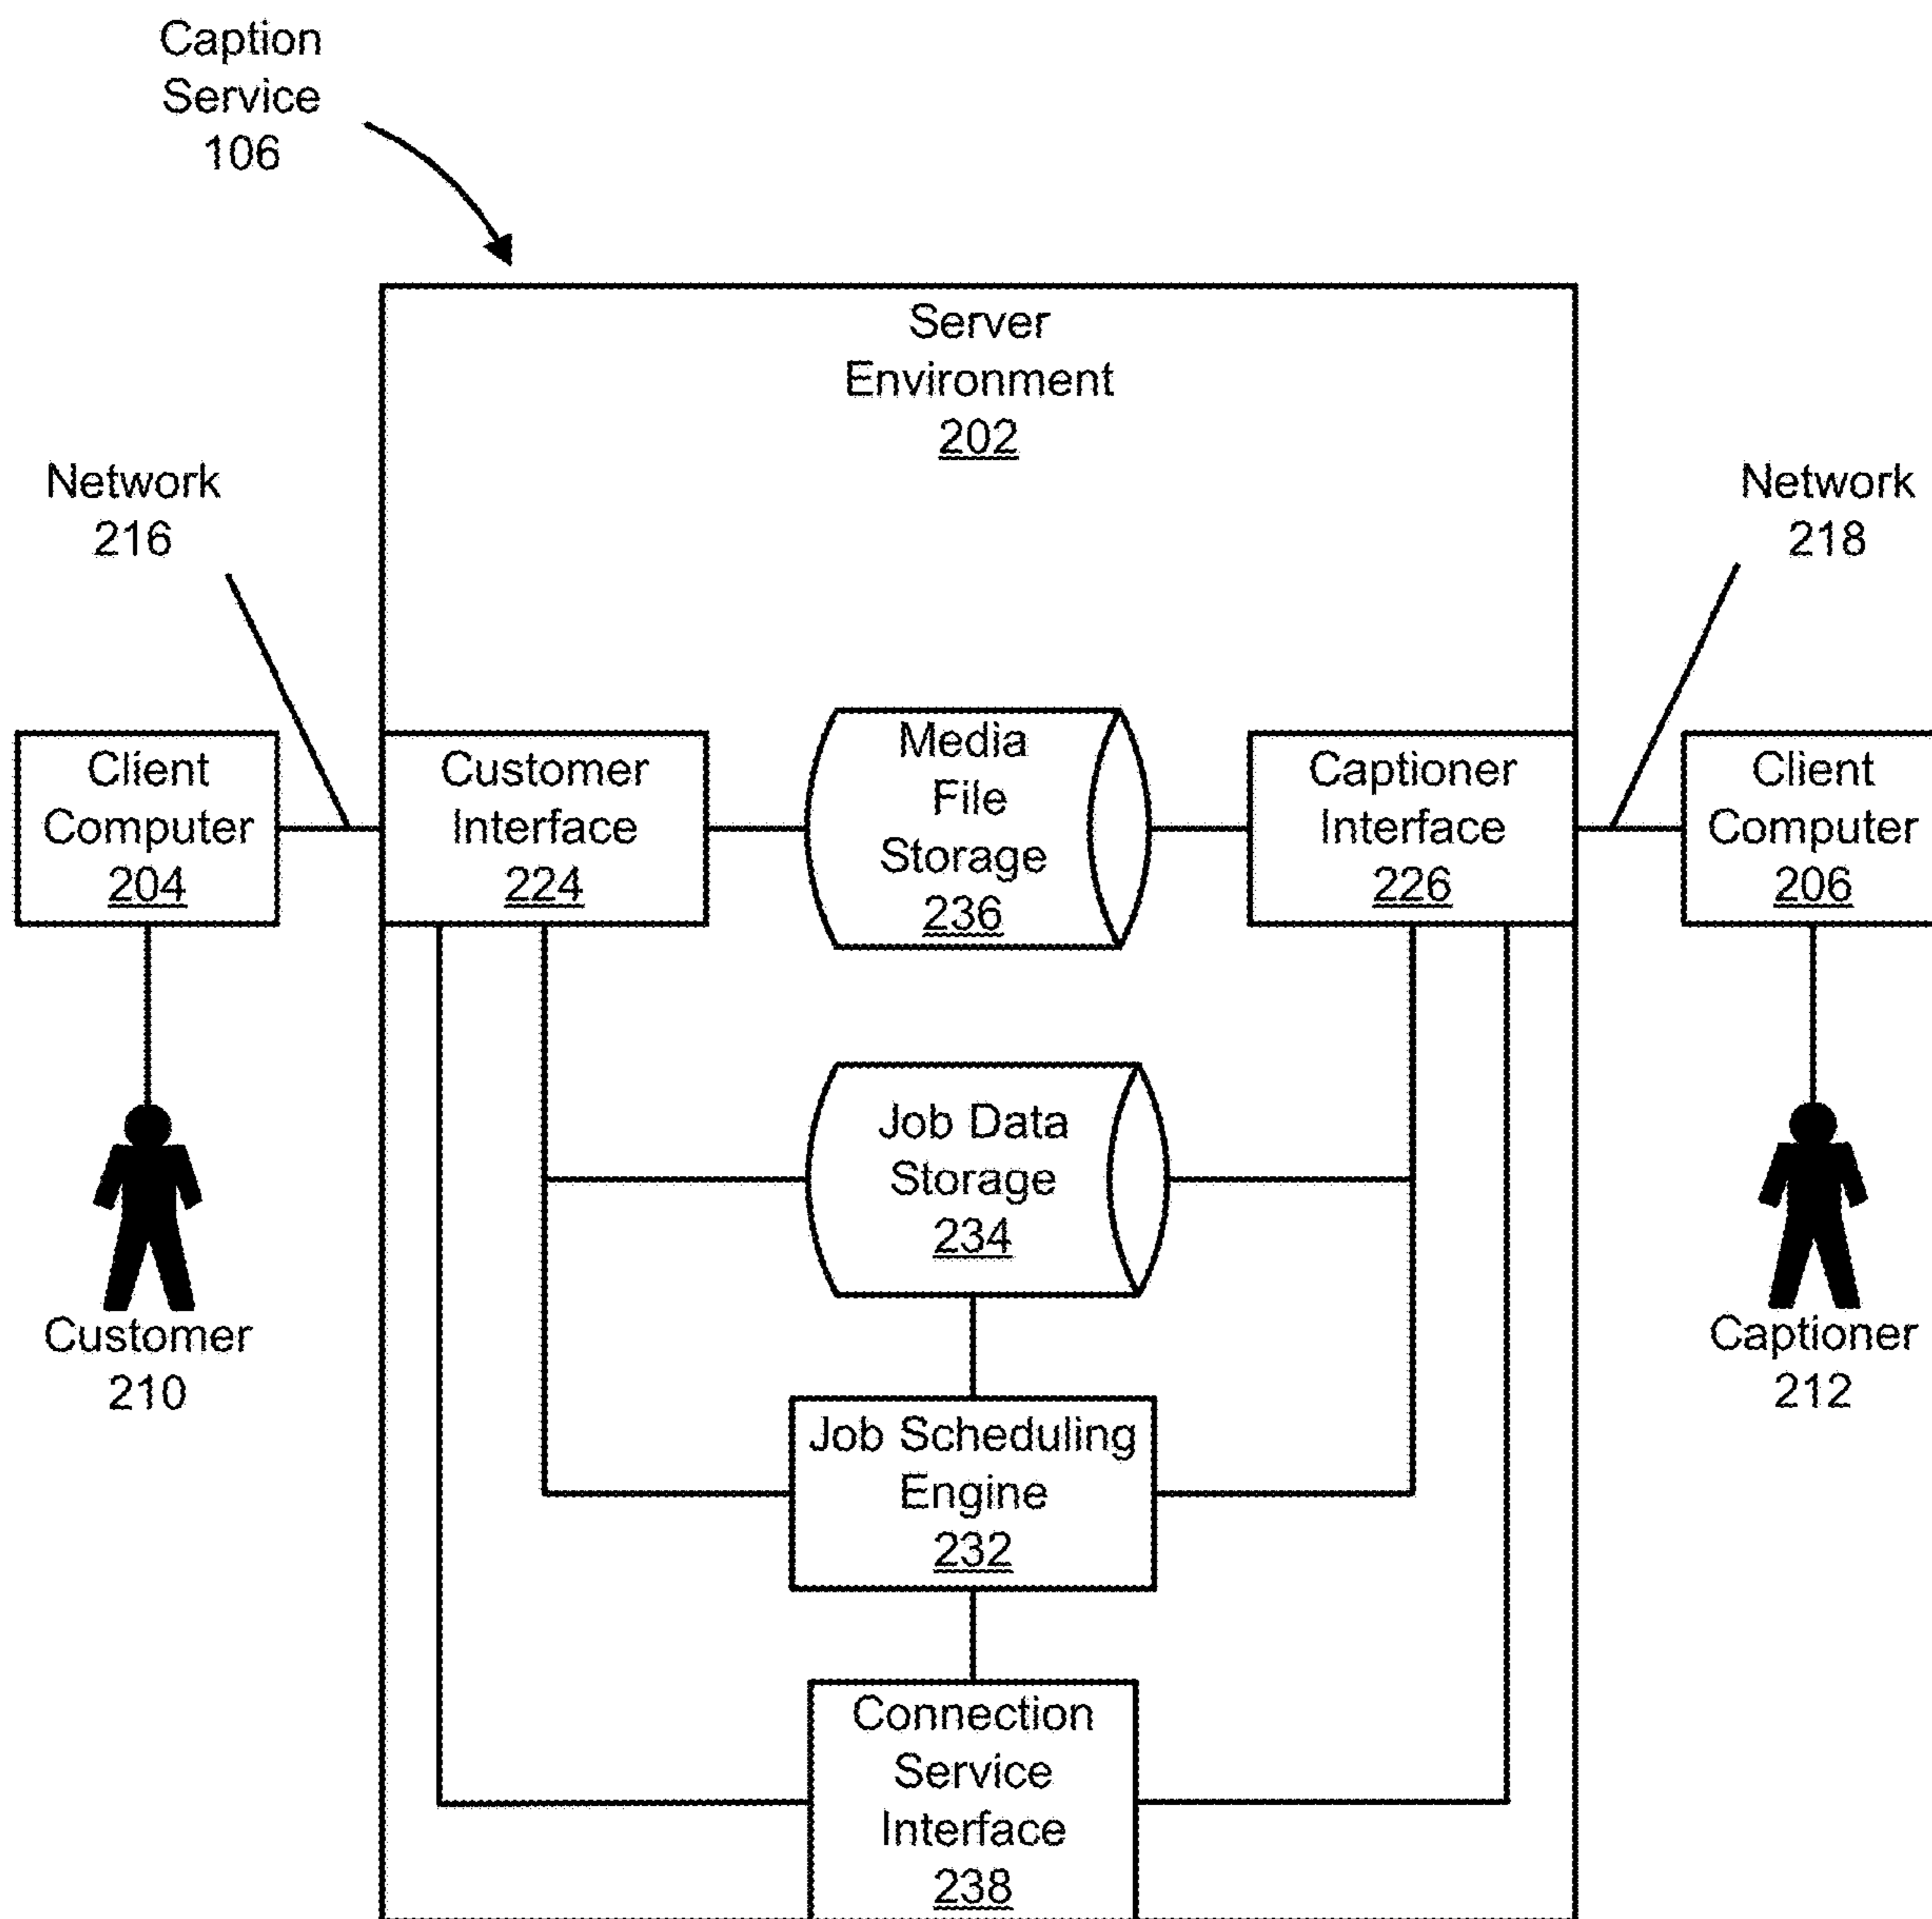 Caption
Service
106
Server
Environment
202
Network
216
Network
218
Client
Computer
204
Customer
Interface
224
Media
File
Storage
236
Captioner
Interface
226
Client
Computer
206
Job Data
Storage
234
Customer
210
Captioner
212
Job Scheduling
Engine
232
Connection
Service
Interface
238